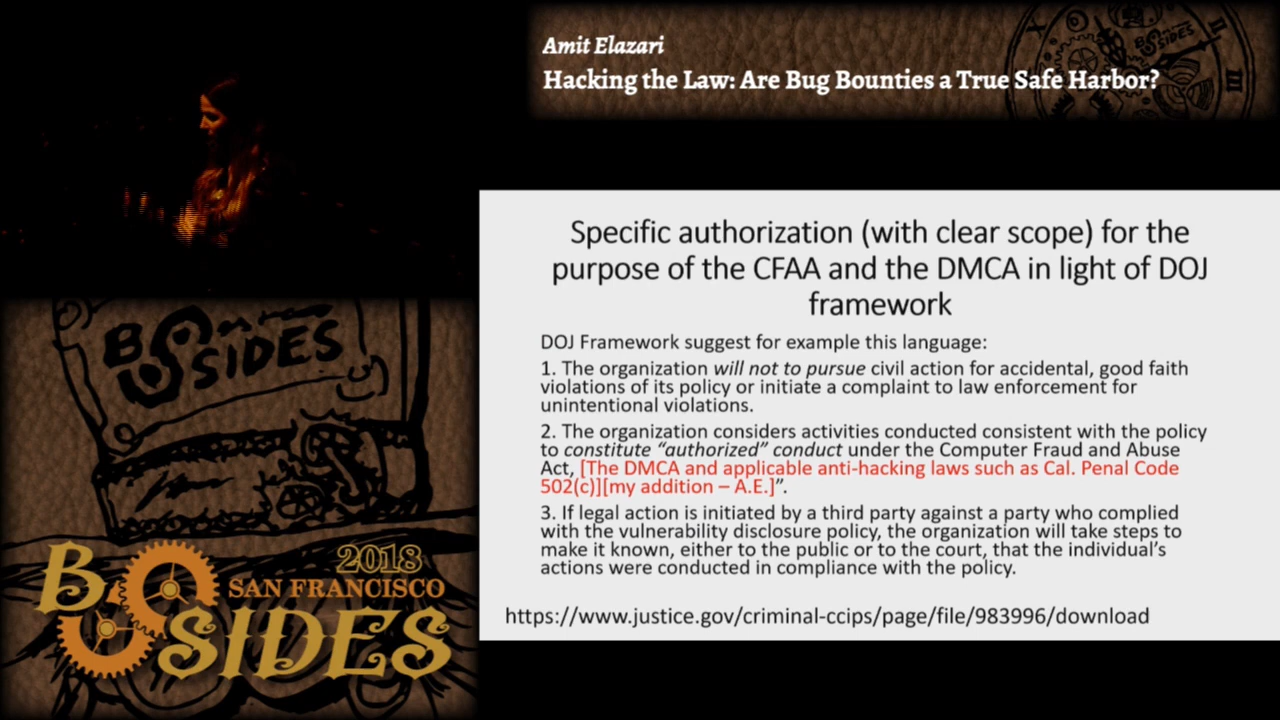 Amit Elazari
Hacking the Law: Are Bug Bounties a True Safe Harbor?
BSIDES
Specific authorization (with clear scope) for the
purpose of the CFAA and the DMCA in light of DOJ
framework
DOJ Framework suggest for example this language:
1. The organization will not to pursue civil action for accidental, good faith
violations of its policy or initiate a complaint to law enforcement for
unintentional violations.
2. The organization considers activities conducted consistent with the policy
to constitute “authorized” conduct under the Computer Fraud and Abuse
Act, [The DMCA and applicable anti-hacking laws such as Cal. Penal Code
502(c)][my addition – A.E.]”.
3. If legal action is initiated by a third party against a party who complied
with the vulnerability disclosure policy, the organization will take steps to
make it known, either to the public or to the court, that the individual’s
actions were conducted in compliance with the policy.
https://www.justice.gov/criminal-ccips/page/file/983996/download
BSIDES
2018
SAN FRANCISCO
BSIDES